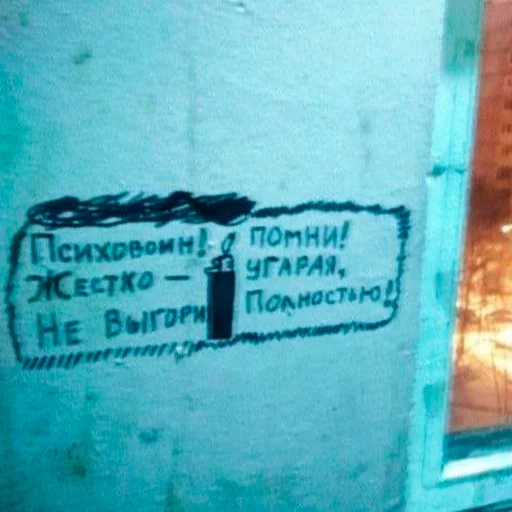 Психовоин! помни!
Жестко – угарая,
Не выгори Полностью!